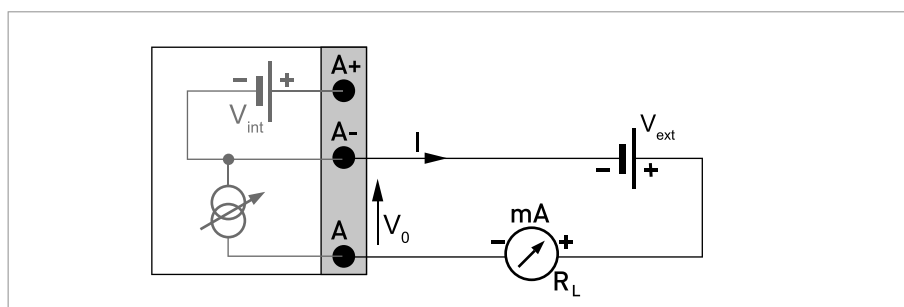 A+
- +
V int
A-
I
V ext
- +
A
V 0
mA
- +
R L